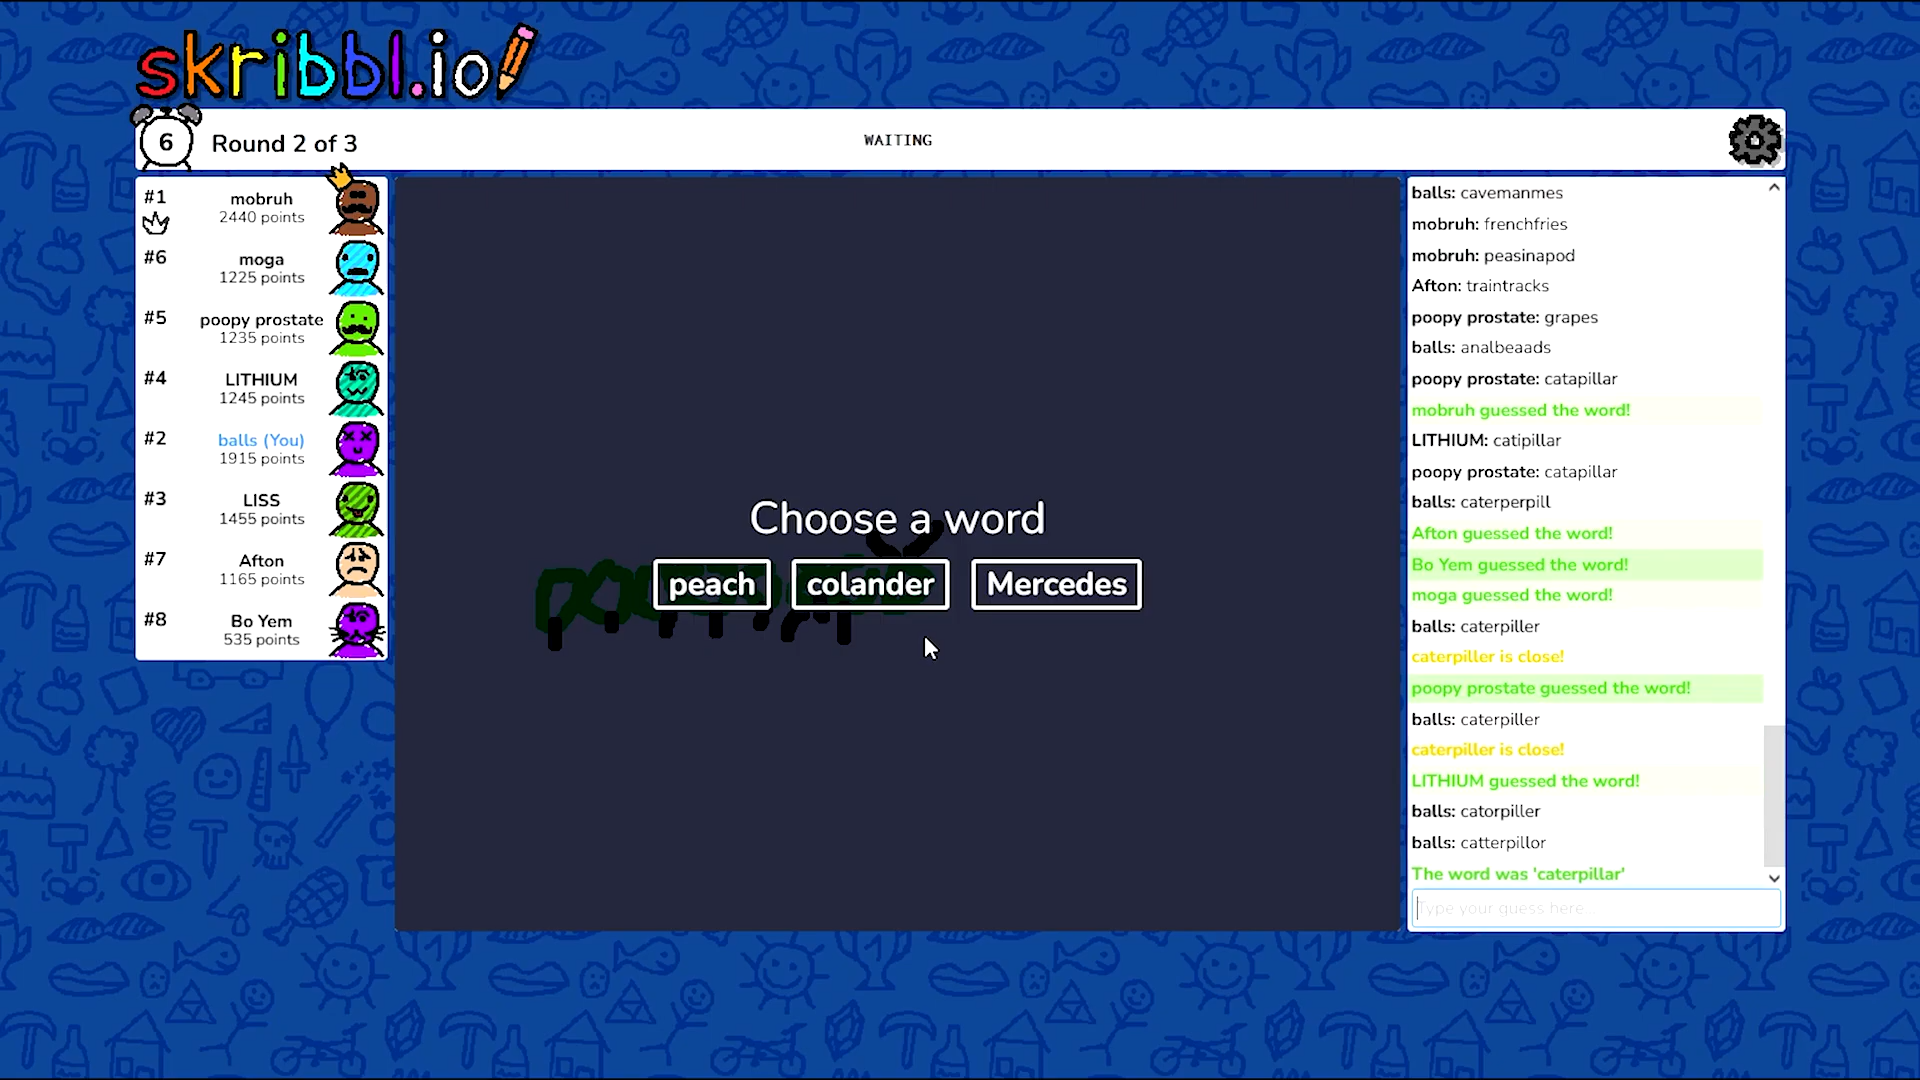 skribbl.io
6
Round 2 of 3
WAITING
#1
mobruh
2440 points
#6
moga
1225 points
#5
poopy prostate
1235 points
#4
LITHIUM
1245 points
#2
balls (You)
1915 points
#3
LISS
1455 points
#7
Afton
1165 points
#8
Bo Yem
535 points
Choose a word
peach
colander
Mercedes
balls: cavemanmes
mobruh: frenchfries
mobruh: peasinapod
Afton: traintracks
poopy prostate: grapes
balls: analbeaads
poopy prostate: catapillar
mobruh guessed the word!
LITHIUM: catipillar
poopy prostate: catapillar
balls: caterperpill
Afton guessed the word!
Bo Yem guessed the word!
moga guessed the word!
balls: caterpiller
caterpiller is close!
poopy prostate guessed the word!
balls: caterpiller
caterpiller is close!
LITHIUM guessed the word!
balls: catorpiller
balls: catterpillor
The word was 'caterpillar'
Type your guess here...